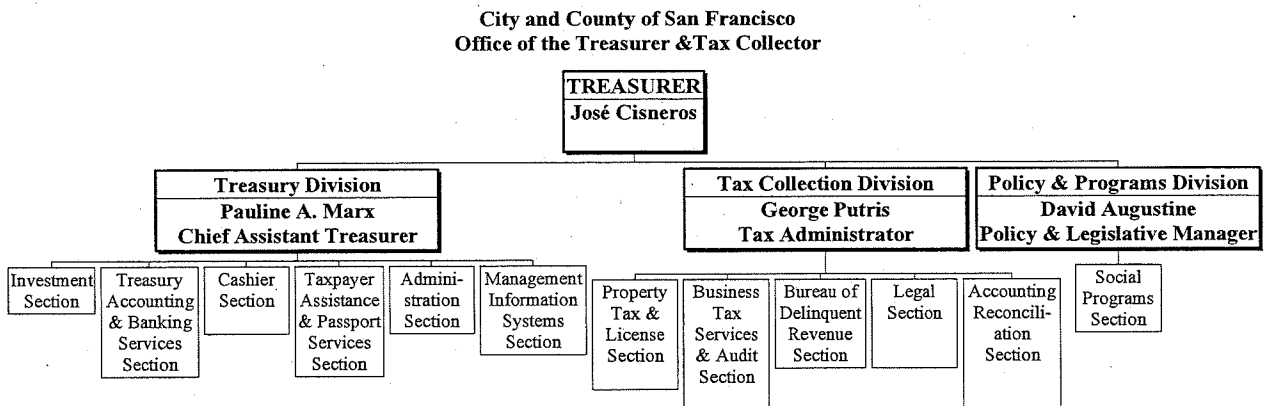 City and County of San Francisco
Office of the Treasurer &Tax Collector
TREASURER
José Cisneros
Treasury Division
Pauline A. Marx
Chief Assistant Treasurer
Tax Collection Division
George Putris
Tax Administrator
Policy & Programs Division
David Augustine
Policy & Legislative Manager
Investment
Section
Treasury
Accounting
& Banking
Services
Section
Cashier
Section
Taxpayer
Assistance
& Passport
Services
Section
Admini-
stration
Section
Management
Information
Systems
Section
Property
Tax &
License
Section
Business
Tax
Services
& Audit
Section
Bureau of
Delinquent
Revenue
Section
Legal
Section
Accounting
Reconcili-
ation
Section
Social
Programs
Section